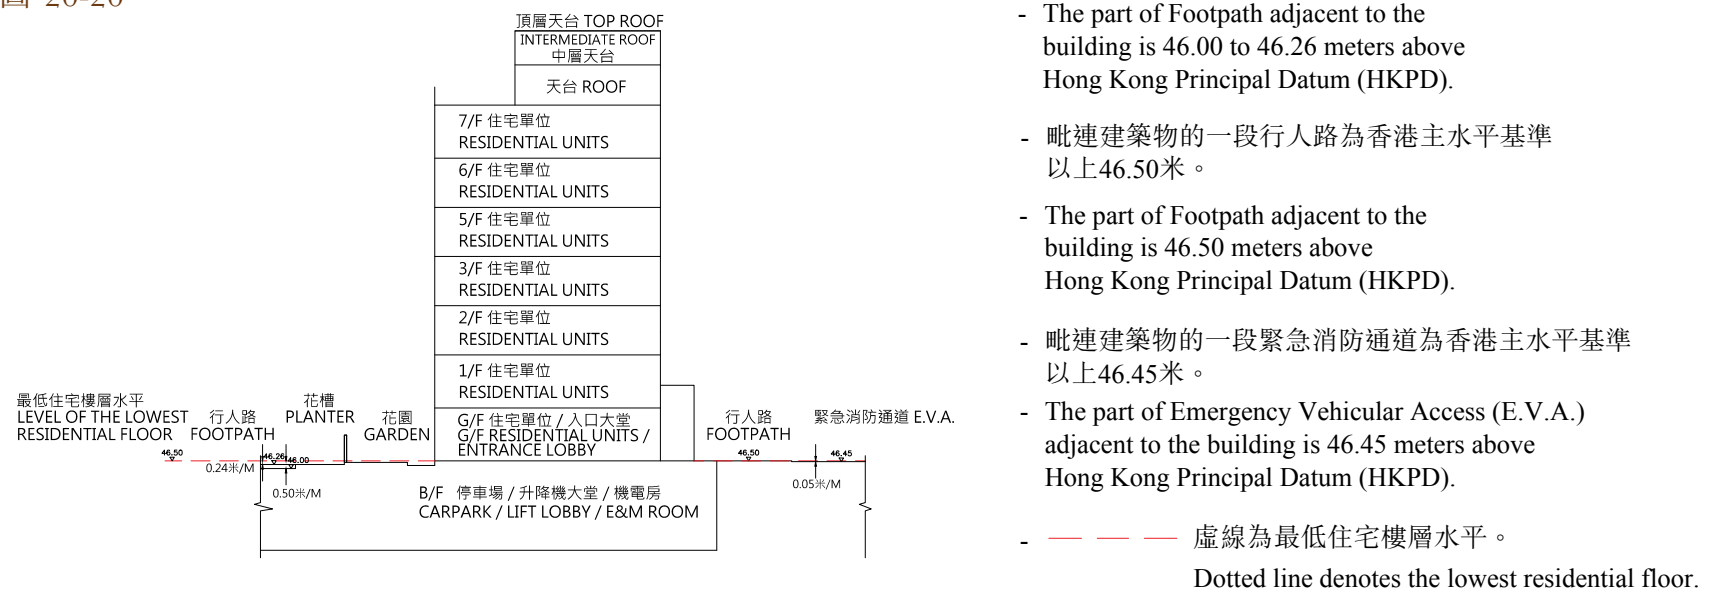 圖 20-20
頂層天台 TOP ROOF
INTERMEDIATE ROOF
中層天台
天台 ROOF
7/F 住宅單位
RESIDENTIAL UNITS
6/F 住宅單位
RESIDENTIAL UNITS
5/F 住宅單位
RESIDENTIAL UNITS
3/F 住宅單位
RESIDENTIAL UNITS
2/F 住宅單位
RESIDENTIAL UNITS
1/F 住宅單位
RESIDENTIAL UNITS
G/F 住宅單位 / 入口大堂
G/F RESIDENTIAL UNITS /
ENTRANCE LOBBY
B/F 停車場 / 升降機大堂 / 機電房
CARPARK / LIFT LOBBY / E&M ROOM
最低住宅樓層水平
LEVEL OF THE LOWEST
RESIDENTIAL FLOOR
行人路
FOOTPATH
花槽
PLANTER
花園
GARDEN
行人路
FOOTPATH
緊急消防通道 E.V.A.
46.50
46.26
46.00
0.24米/M
0.50米/M
46.50
46.45
0.05米/M
- The part of Footpath adjacent to the
building is 46.00 to 46.26 meters above
Hong Kong Principal Datum (HKPD).
- 毗連建築物的一段行人路為香港主水平基準
以上46.50米。
- The part of Footpath adjacent to the
building is 46.50 meters above
Hong Kong Principal Datum (HKPD).
- 毗連建築物的一段緊急消防通道為香港主水平基準
以上46.45米。
- The part of Emergency Vehicular Access (E.V.A.)
adjacent to the building is 46.45 meters above
Hong Kong Principal Datum (HKPD).
- 虛線為最低住宅樓層水平。
Dotted line denotes the lowest residential floor.